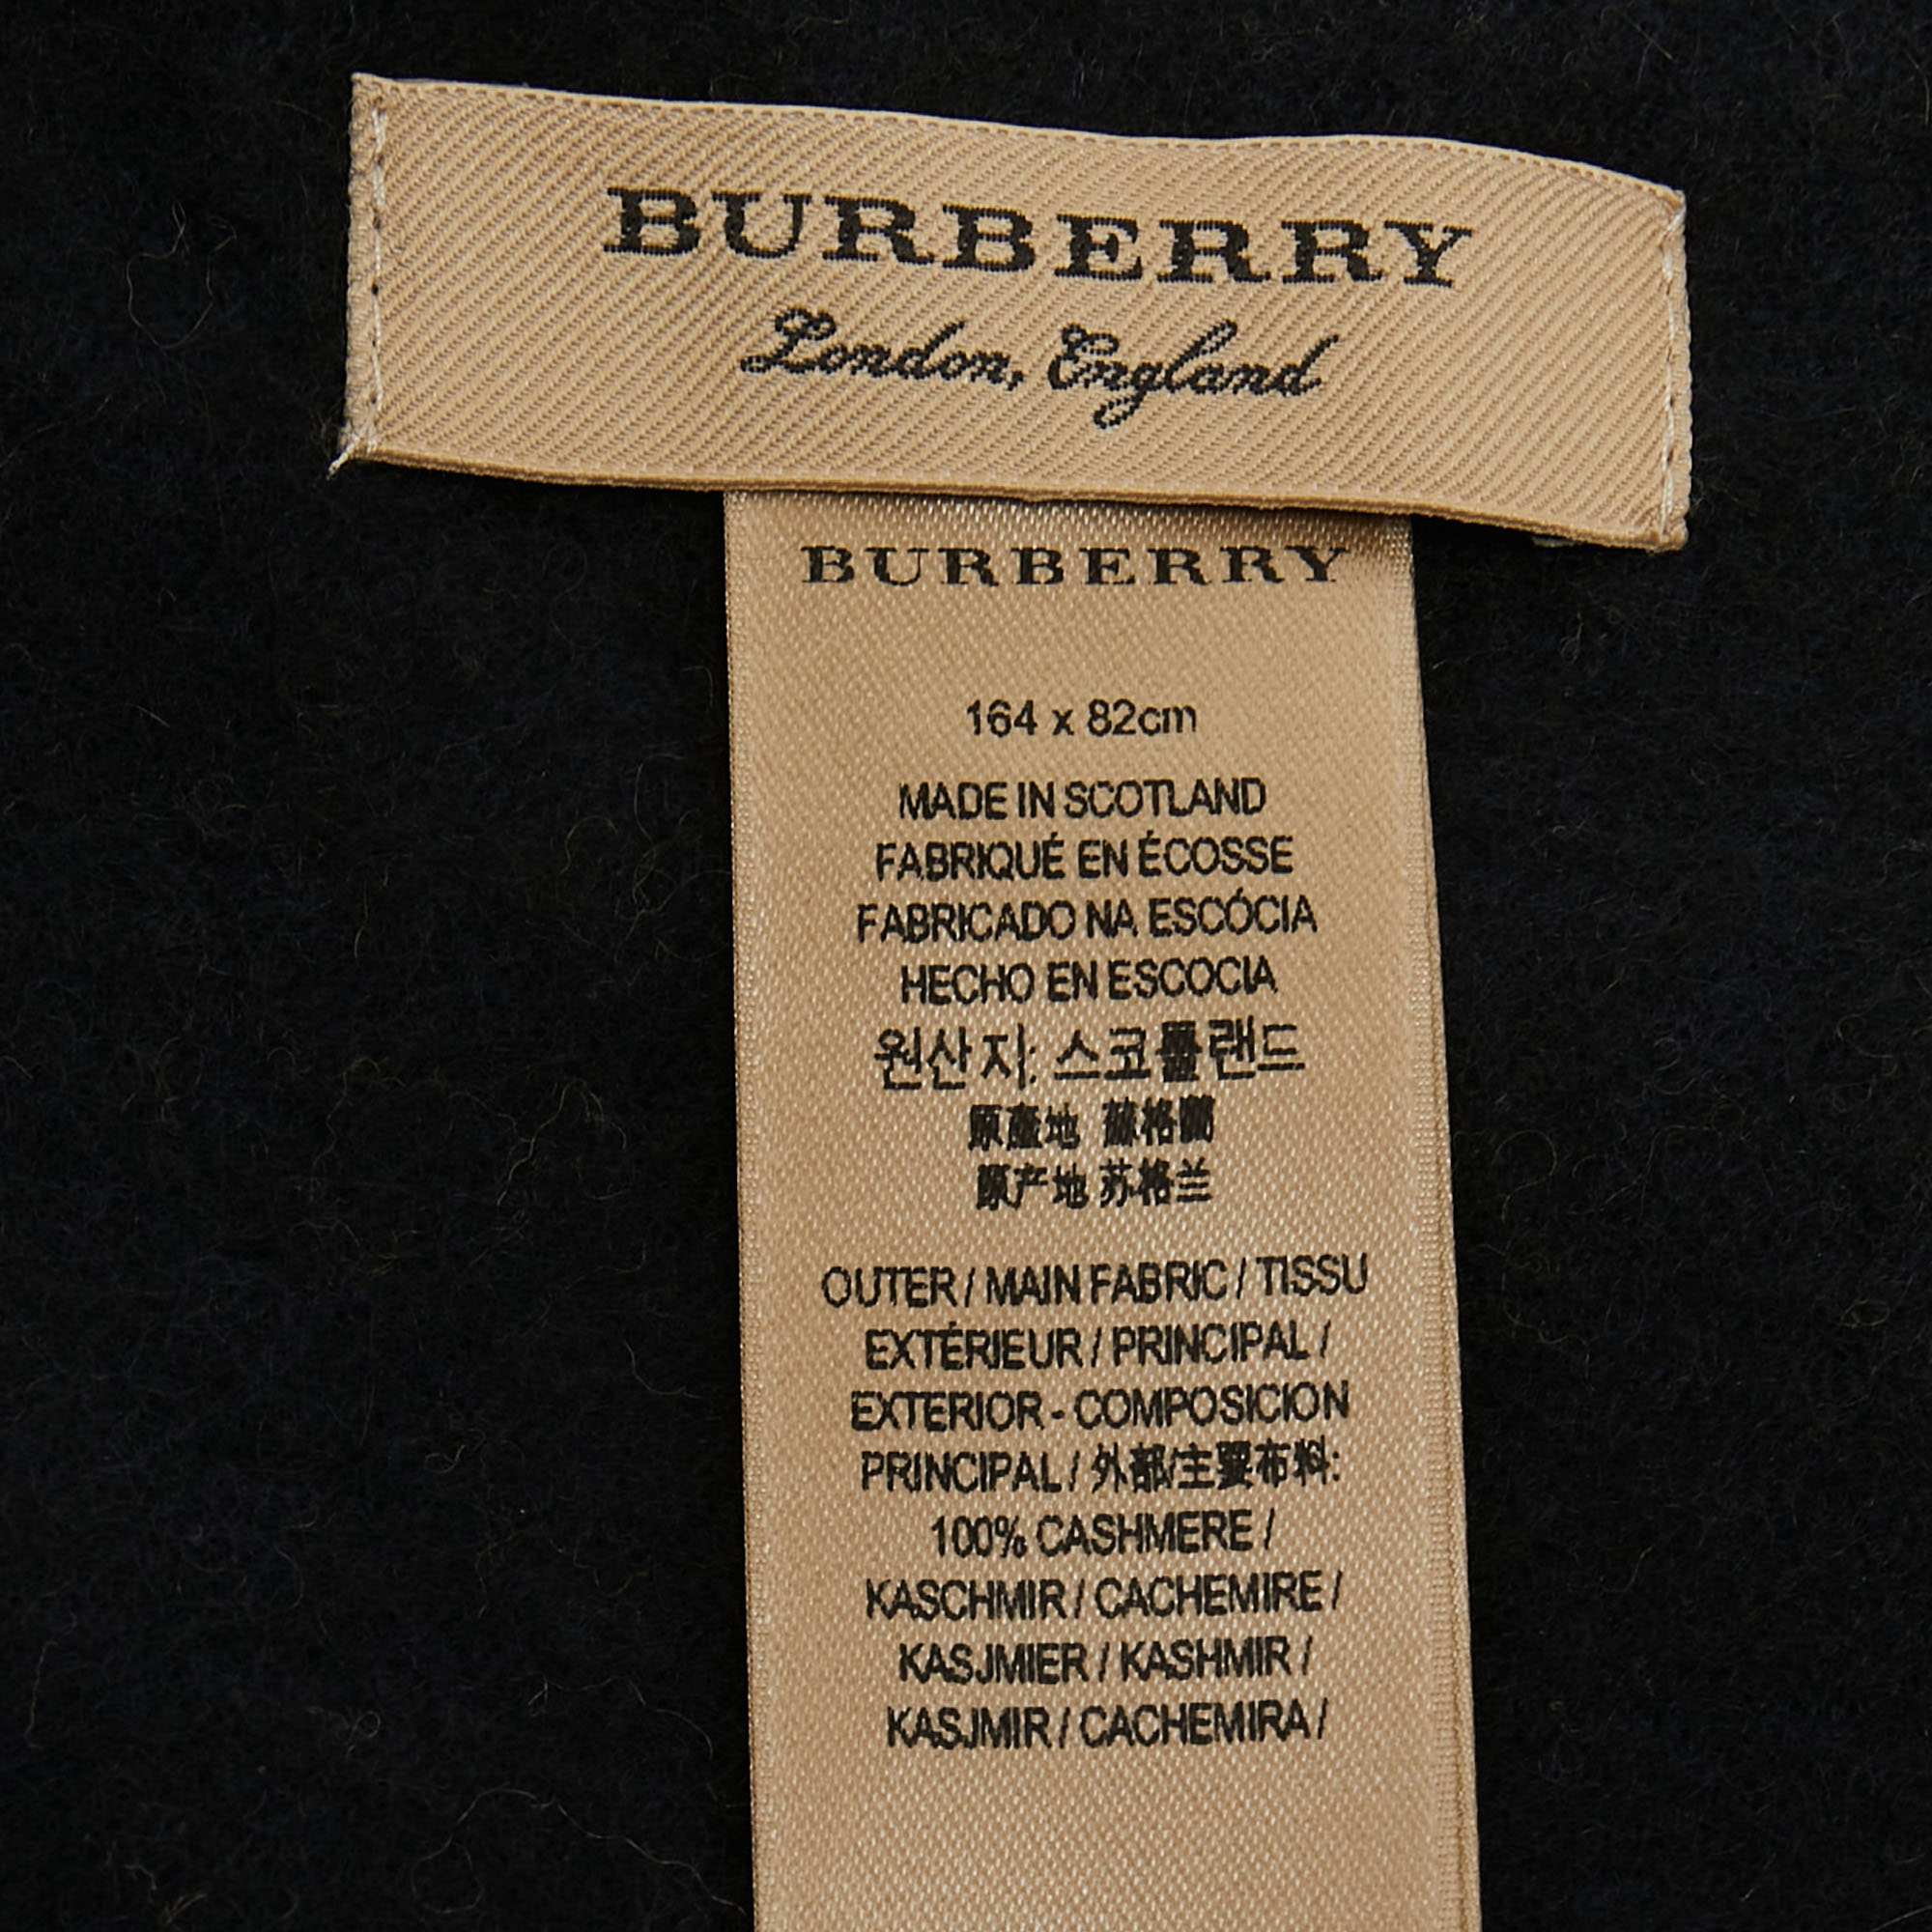 BURBERRY
London, England
BURBERRY
164 x 82cm
MADE IN SCOTLAND
FABRIQUÉ EN ÉCOSSE
FABRICADO NA ESCÓCIA
HECHO EN ESCOCIA
원산지: 스코틀랜드
原產地 蘇格蘭
原产地 苏格兰
OUTER / MAIN FABRIC / TISSU
EXTÉRIEUR / PRINCIPAL /
EXTERIOR - COMPOSICION
PRINCIPAL / 外部/主要布料:
100% CASHMERE /
KASCHMIR / CACHEMIRE /
KASJMIER / KASHMIR /
KASJMIR / CACHEMIRA /